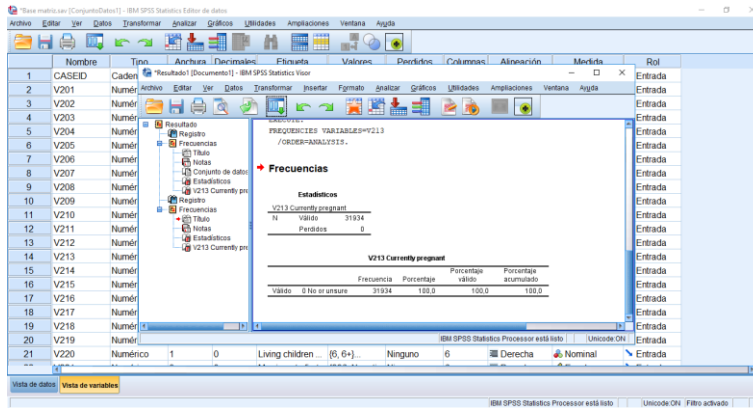 *Base matriz.sav [ConjuntoDatos1] - IBM SPSS Statistics Editor de datos
Archivo Editar Ver Datos Transformar Analizar Gráficos Utilidades Ampliaciones Ventana Ayuda
Nombre Tipo Anchura Decimales Etiqueta Valores Perdidos Columnas Alineación Medida Rol
1 CASEID Caden Entrada
2 V201 Numér Entrada
3 V202 Numér Entrada
4 V203 Numér Entrada
5 V204 Numér Entrada
6 V205 Numér Entrada
7 V206 Numér Entrada
8 V207 Numér Entrada
9 V208 Numér Entrada
10 V209 Numér Entrada
11 V210 Numér Entrada
12 V211 Numér Entrada
13 V212 Numér Entrada
14 V213 Numér Entrada
15 V214 Numér Entrada
16 V215 Numér Entrada
17 V216 Numér Entrada
18 V217 Numér Entrada
19 V218 Numér Entrada
20 V219 Numér Entrada
21 V220 Numérico 1 0 Living children ... {6, 6+}... Ninguno 6 Derecha Nominal Entrada
*Resultado1 [Documento1] - IBM SPSS Statistics Visor
Archivo Editar Ver Datos Transformar Insertar Formato Analizar Gráficos Utilidades Ampliaciones Ventana Ayuda
Resultado
Registro
Frecuencias
Título
Notas
Conjunto de datos
Estadísticos
V213 Currently pre
Registro
Frecuencias
Título
Notas
Estadísticos
V213 Currently pre
EXECUTE.
FREQUENCIES VARIABLES=V213
/ORDER=ANALYSIS.
Frecuencias
Estadísticos
V213 Currently pregnant
N Válido 31934
Perdidos 0
V213 Currently pregnant
Frecuencia Porcentaje Porcentaje válido Porcentaje acumulado
Válido 0 No or unsure 31934 100,0 100,0 100,0
IBM SPSS Statistics Processor está listo Unicode:ON
Vista de datos Vista de variables
IBM SPSS Statistics Processor está listo Unicode:ON Filtro activado